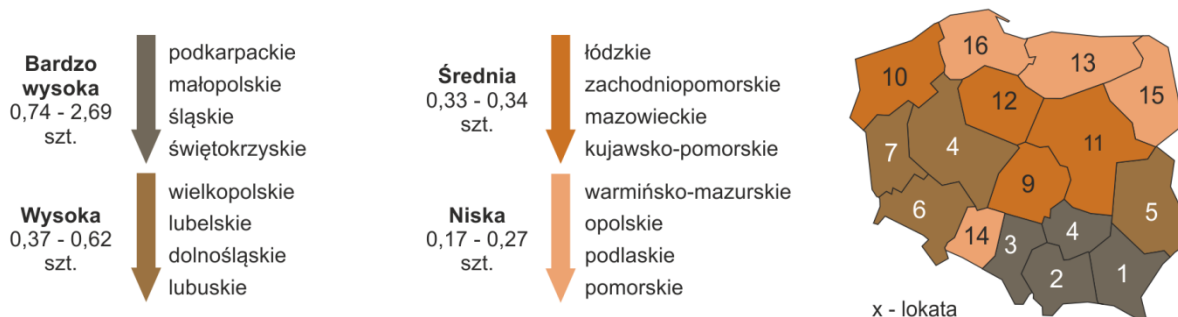 Bardzo
wysoka
0,74 - 2,69
szt.
podkarpackie
małopolskie
śląskie
świętokrzyskie
Wysoka
0,37 - 0,62
szt.
wielkopolskie
lubelskie
dolnośląskie
lubuskie
Średnia
0,33 - 0,34
szt.
łódzkie
zachodniopomorskie
mazowieckie
kujawsko-pomorskie
Niska
0,17 - 0,27
szt.
warmińsko-mazurskie
opolskie
podlaskie
pomorskie
16
13
10
15
12
11
4
7
9
5
6
14
3
4
2
1
x - lokata